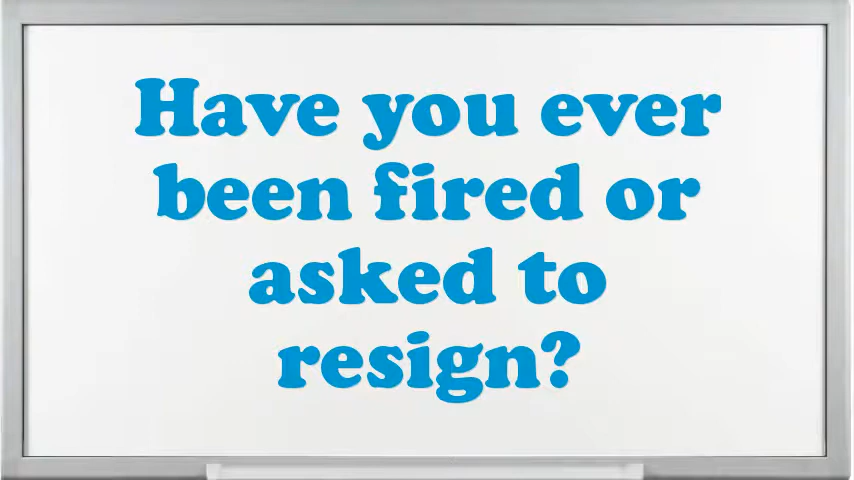 Have you ever
been fired or
asked to
resign?